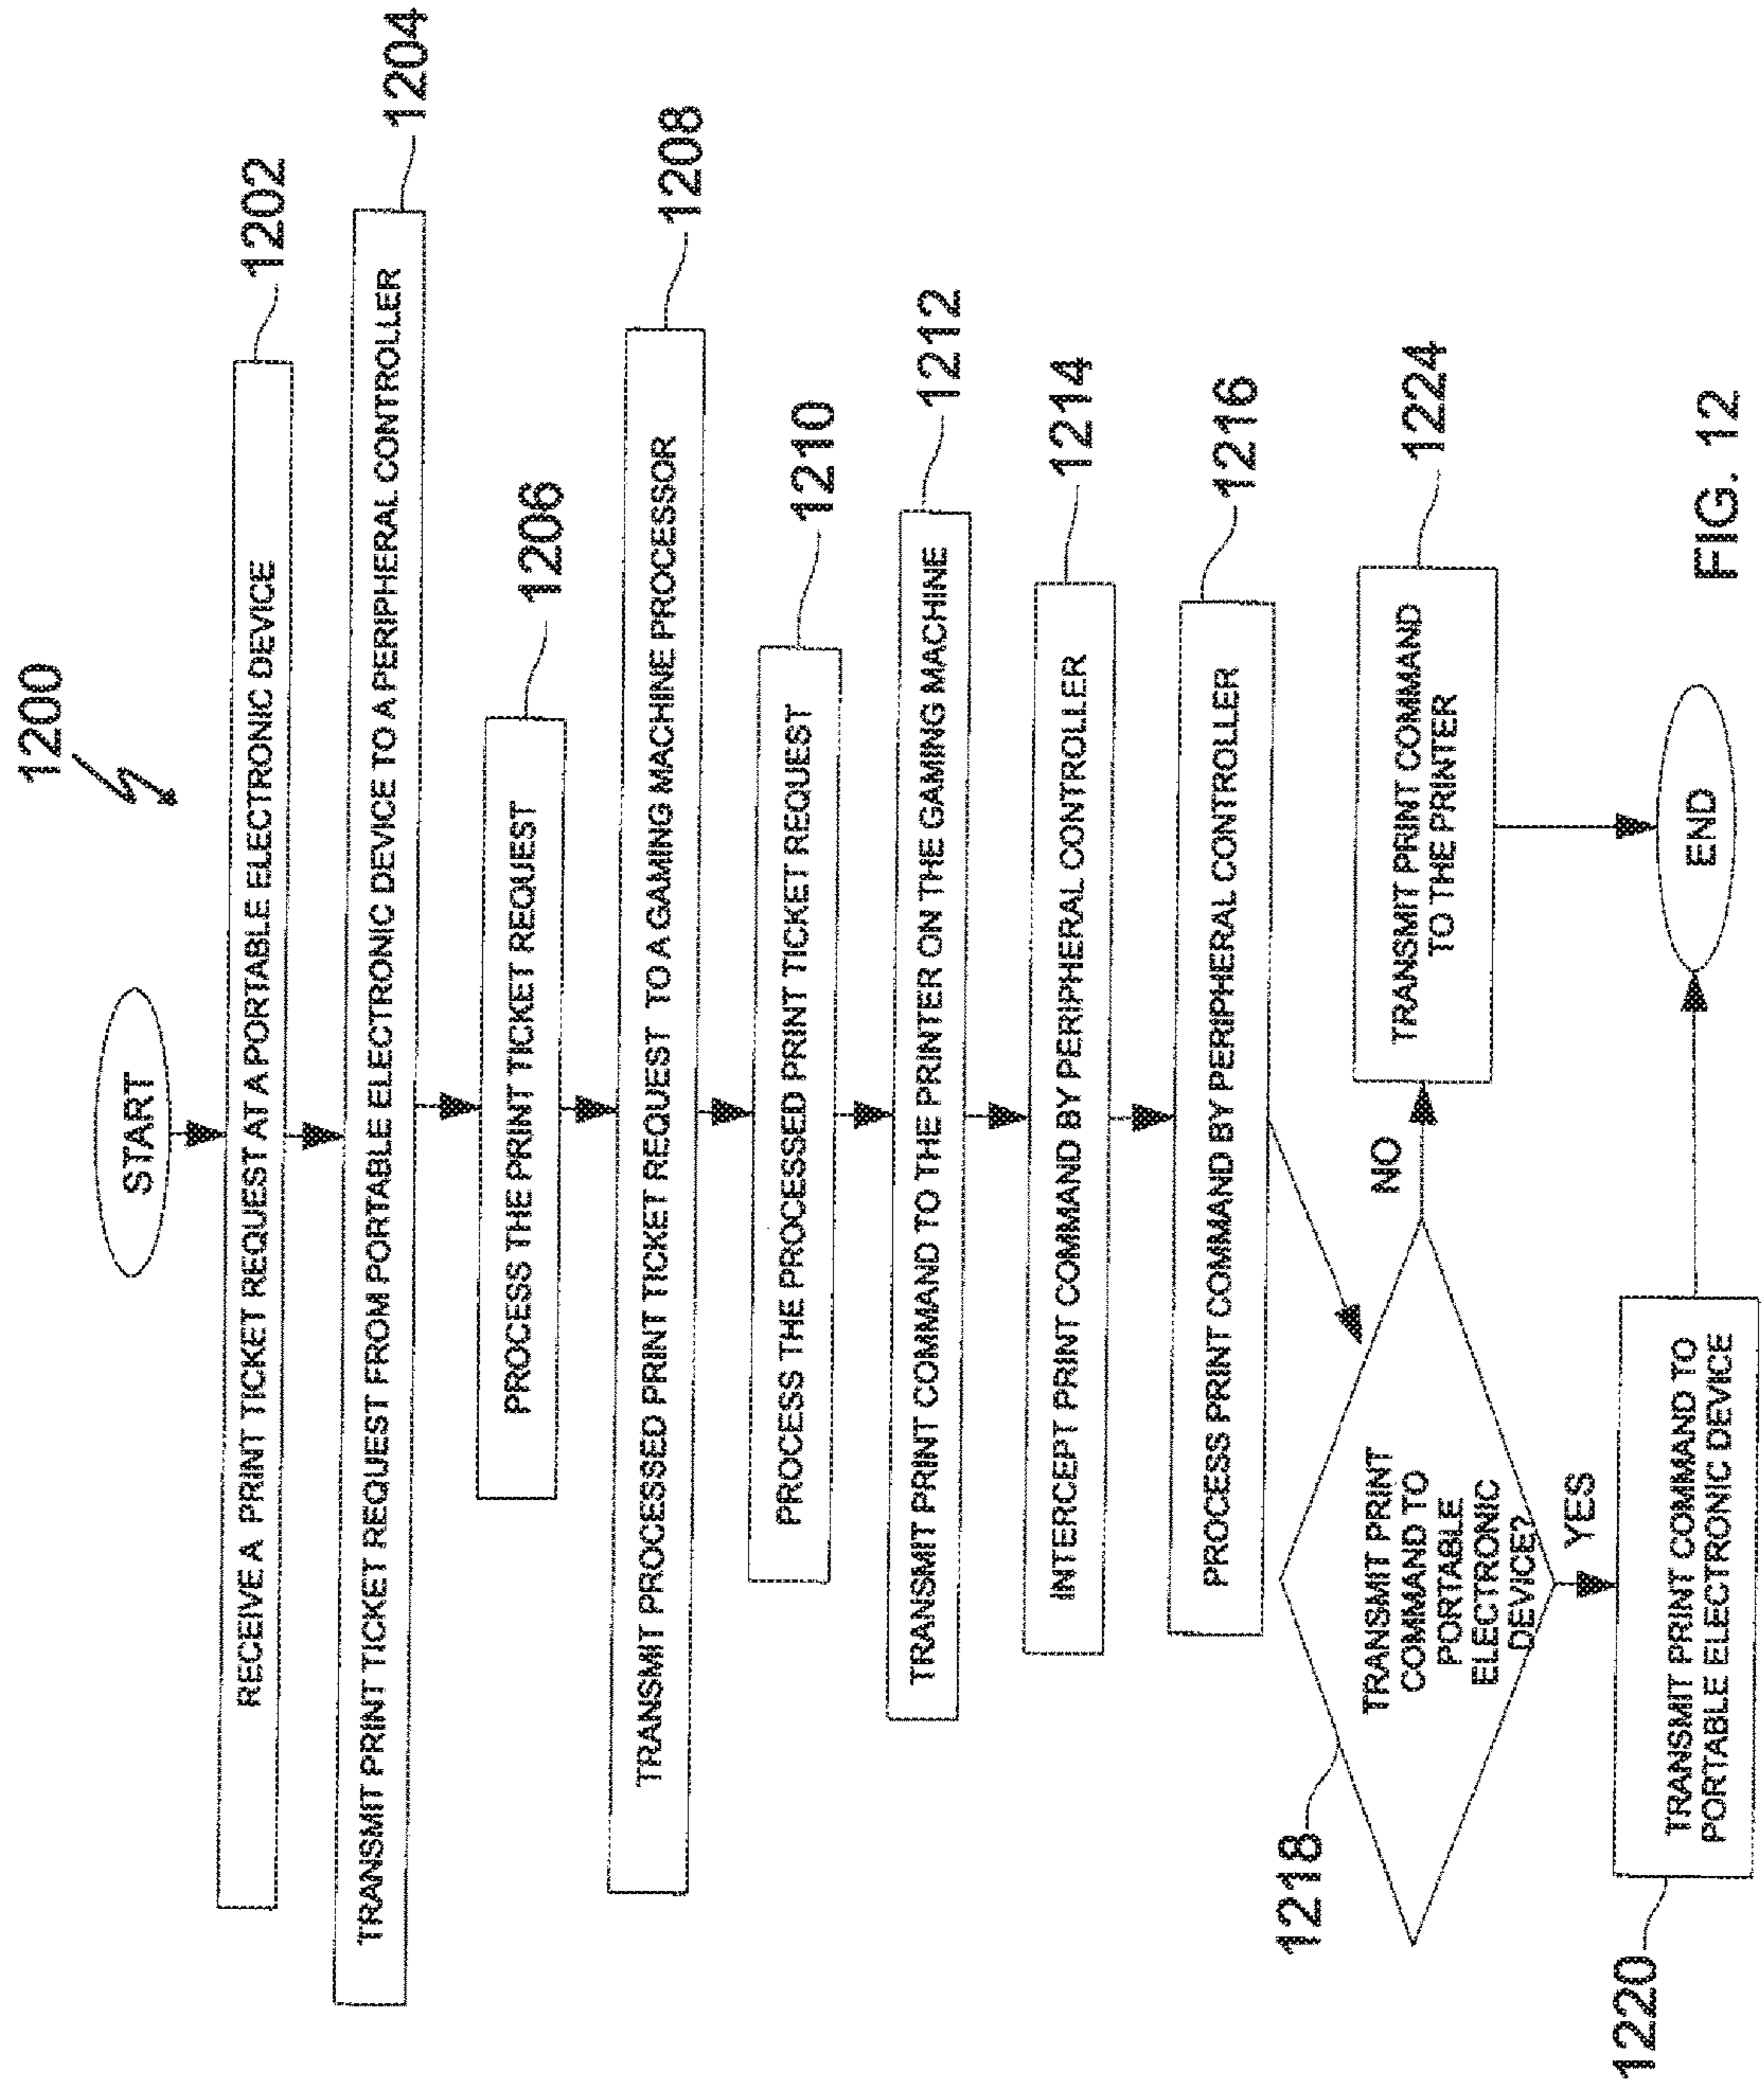 1200
START
RECEIVE A PRINT TICKET REQUEST AT A PORTABLE ELECTRONIC DEVICE
1202
TRANSMIT PRINT TICKET REQUEST FROM PORTABLE ELECTRONIC DEVICE TO A PERIPHERAL CONTROLLER
1204
PROCESS THE PRINT TICKET REQUEST
1206
TRANSMIT PROCESSED PRINT TICKET REQUEST TO A GAMING MACHINE PROCESSOR
1208
PROCESS THE PROCESSED PRINT TICKET REQUEST
1210
TRANSMIT PRINT COMMAND TO THE PRINTER ON THE GAMING MACHINE
1212
INTERCEPT PRINT COMMAND BY PERIPHERAL CONTROLLER
1214
PROCESS PRINT COMMAND BY PERIPHERAL CONTROLLER
1216
1218
TRANSMIT PRINT
COMMAND TO
PORTABLE
ELECTRONIC
DEVICE?
NO
TRANSMIT PRINT COMMAND
TO THE PRINTER
1224
YES
1220
TRANSMIT PRINT COMMAND TO
PORTABLE ELECTRONIC DEVICE
END
FIG. 12